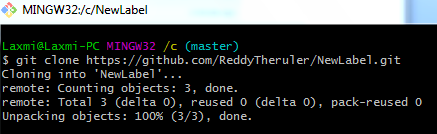 MINGW32:/c/NewLabel
Laxmi@Laxmi-PC MINGW32 /c (master)
$ git clone https://github.com/ReddyTheruler/NewLabel.git
Cloning into 'NewLabel'...
remote: Counting objects: 3, done.
remote: Total 3 (delta 0), reused 0 (delta 0), pack-reused 0
Unpacking objects: 100% (3/3), done.